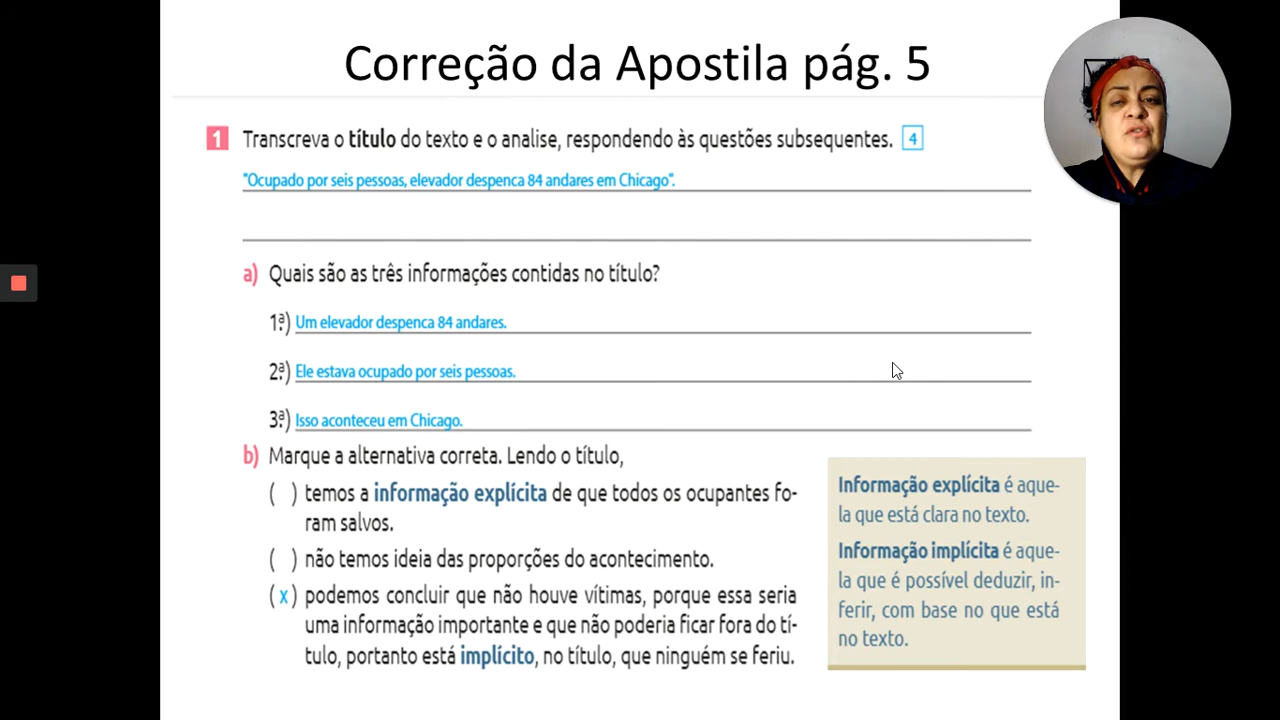 Correção da Apostila pág. 5
1 Transcreva o título do texto e o analise, respondendo às questões subsequentes. 4
"Ocupado por seis pessoas, elevador despenca 84 andares em Chicago".
a) Quais são as três informações contidas no título?
1ª.) Um elevador despenca 84 andares.
2ª.) Ele estava ocupado por seis pessoas.
3ª.) Isso aconteceu em Chicago.
b) Marque a alternativa correta. Lendo o título,
( ) temos a informação explícita de que todos os ocupantes fo-
ram salvos.
( ) não temos ideia das proporções do acontecimento.
( x ) podemos concluir que não houve vítimas, porque essa seria
uma informação importante e que não poderia ficar fora do tí-
tulo, portanto está implícito, no título, que ninguém se feriu.
Informação explícita é aque-
la que está clara no texto.
Informação implícita é aque-
la que é possível deduzir, in-
ferir, com base no que está
no texto.